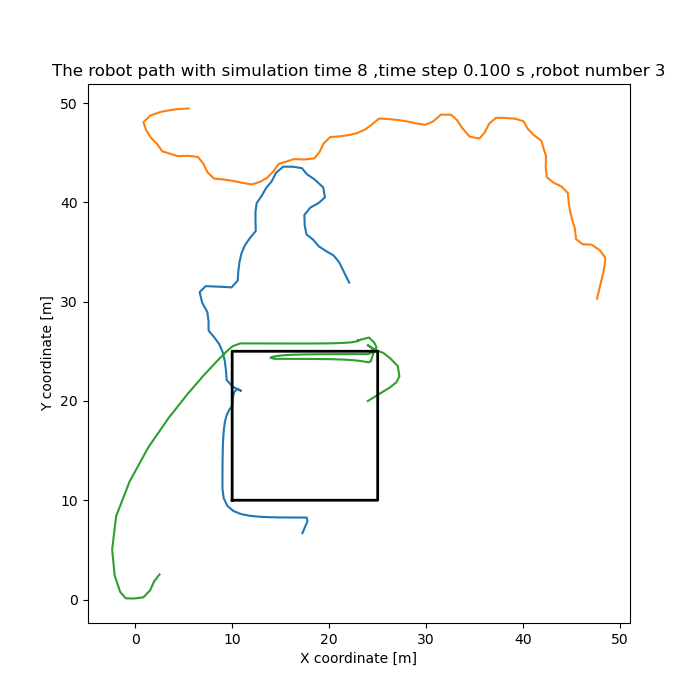 The robot path with simulation time 8 ,time step 0.100 s ,robot number 3
50
40
30
20
10
0
Y coordinate [m]
0 10 20 30 40 50
X coordinate [m]